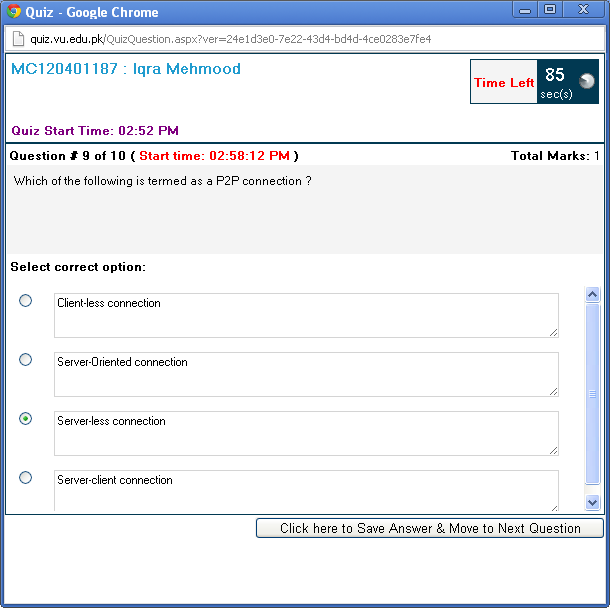 Quiz - Google Chrome
quiz.vu.edu.pk/QuizQuestion.aspx?ver=24e1d3e0-7e22-43d4-bd4d-4ce0283e7fe4
MC120401187 : Iqra Mehmood
Time Left 85
sec(s)
Quiz Start Time: 02:52 PM
Question # 9 of 10 ( Start time: 02:58:12 PM ) Total Marks: 1
Which of the following is termed as a P2P connection ?
Select correct option:
Client-less connection
Server-Oriented connection
Server-less connection
Server-client connection
Click here to Save Answer & Move to Next Question